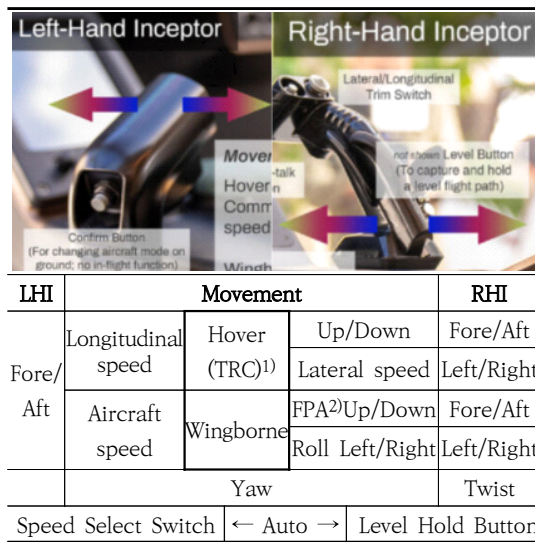 Left-Hand Inceptor
Right-Hand Inceptor
Lateral/Longitudinal
Trim Switch
not shown Level Button
(To capture and hold
a level flight path)
Confirm Button
(For changing aircraft mode on
ground; no in-flight function)
Hover
Comm
speed
LHI Movement RHI
Fore/
Aft
Longitudinal
speed
Hover
(TRC)1)
Up/Down Fore/Aft
Lateral speed Left/Right
Aircraft
speed
Wingborne
FPA2)Up/Down Fore/Aft
Roll Left/Right Left/Right
Yaw Twist
Speed Select Switch ← Auto → Level Hold Button